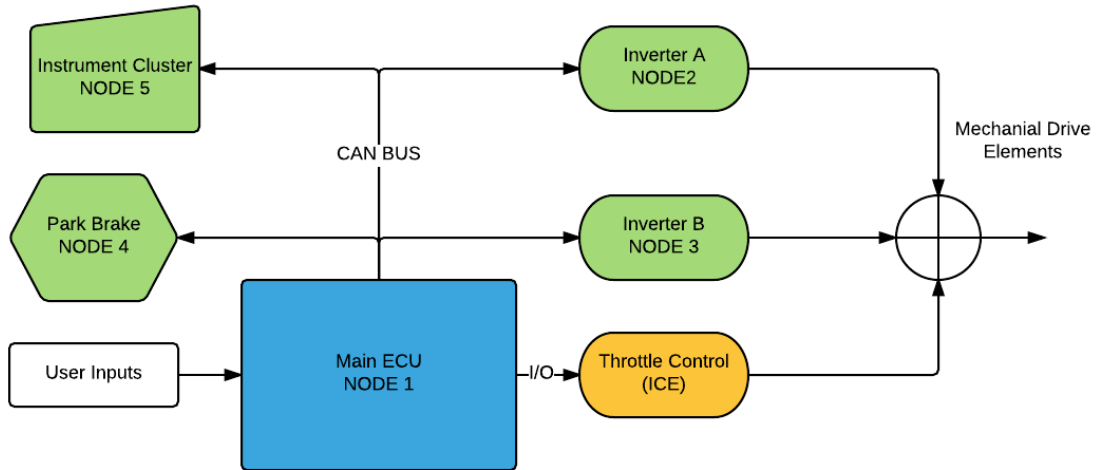 Instrument Cluster
NODE 5
Inverter A
NODE2
Mechanial Drive
Elements
CAN BUS
Park Brake
NODE 4
Inverter B
NODE 3
User Inputs
Main ECU
NODE 1
I/O
Throttle Control
(ICE)